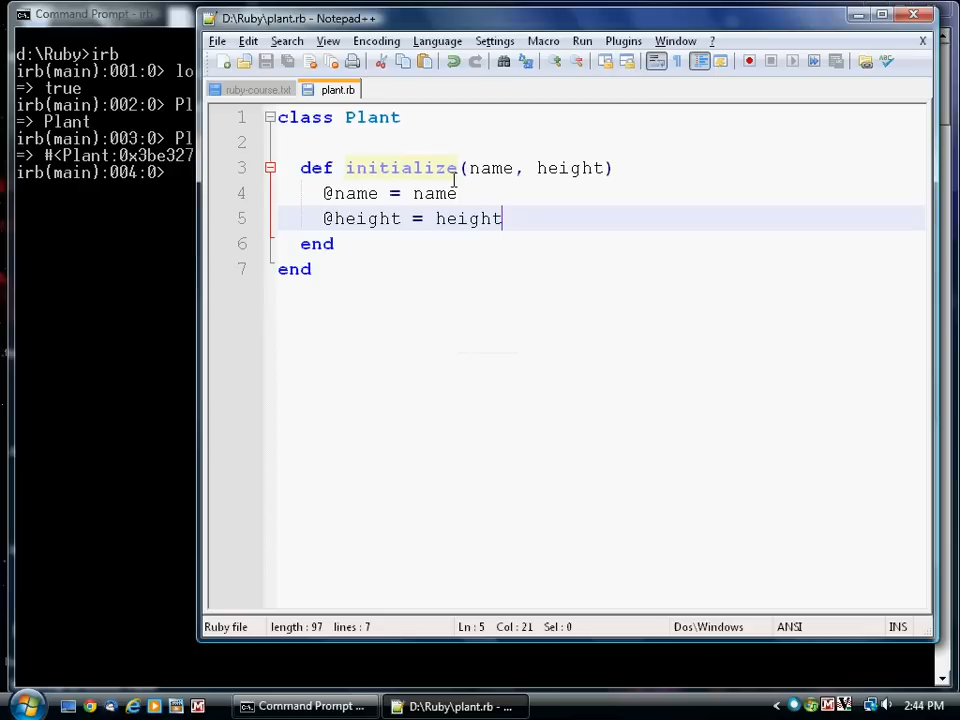 Command Prompt - irb
d:\Ruby>irb
irb(main):001:0> lo
=> true
irb(main):002:0> Pl
=> Plant
irb(main):003:0> Pl
=> #<Plant:0x3be327
irb(main):004:0>
D:\Ruby\plant.rb - Notepad++
File Edit Search View Encoding Language Settings Macro Run Plugins Window ? X
ruby-course.txt plant.rb
1 class Plant
2
3 def initialize(name, height)
4 @name = name
5 @height = height
6 end
7 end
Ruby file length : 97 lines : 7 Ln : 5 Col : 21 Sel : 0 Dos\Windows ANSI INS
Command Prompt ... D:\Ruby\plant.rb - ... 2:44 PM